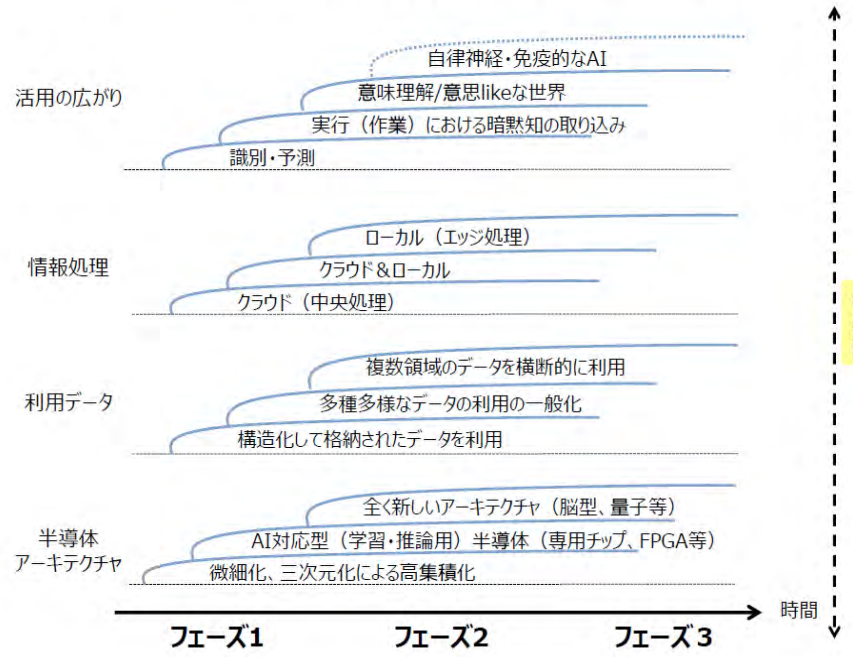 自律神経・免疫的なAI
意味理解/意思likeな世界
活用の広がり
実行（作業）における暗黙知の取り込み
識別・予測
ローカル（エッジ処理）
情報処理
クラウド＆ローカル
クラウド（中央処理）
複数領域のデータを横断的に利用
利用データ
多種多様なデータの利用の一般化
構造化して格納されたデータを利用
全く新しいアーキテクチャ（脳型、量子等）
半導体
アーキテクチャ
AI対応型（学習・推論用）半導体（専用チップ、FPGA等）
微細化、三次元化による高集積化
時間
フェーズ1
フェーズ2
フェーズ３